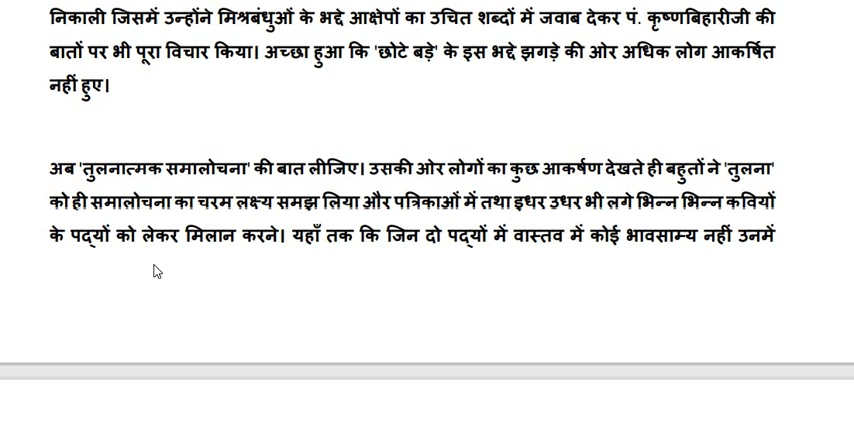 निकाली जिसमें उन्होंने मिश्रबंधुओं के भद्दे आक्षेपों का उचित शब्दों में जवाब देकर पं. कृष्णबिहारीजी की
बातों पर भी पूरा विचार किया। अच्छा हुआ कि 'छोटे बड़े' के इस भद्दे झगड़े की ओर अधिक लोग आकर्षित
नहीं हुए।
अब 'तुलनात्मक समालोचना' की बात लीजिए। उसकी ओर लोगों का कुछ आकर्षण देखते ही बहुतों ने 'तुलना'
को ही समालोचना का चरम लक्ष्य समझ लिया और पत्रिकाओं में तथा इधर उधर भी लगे भिन्न भिन्न कवियों
के पद्यों को लेकर मिलान करने। यहाँ तक कि जिन दो पद्यों में वास्तव में कोई भावसाम्य नहीं उनमें